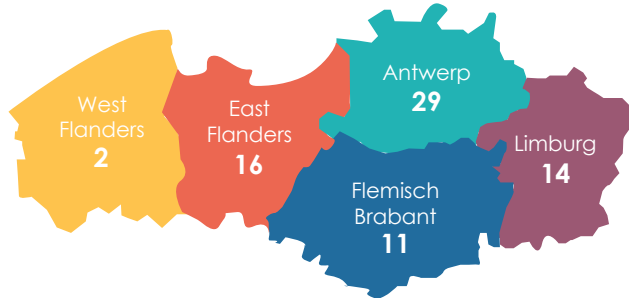 West
Flanders
2
East
Flanders
16
Antwerp
29
Limburg
14
Flemisch
Brabant
11